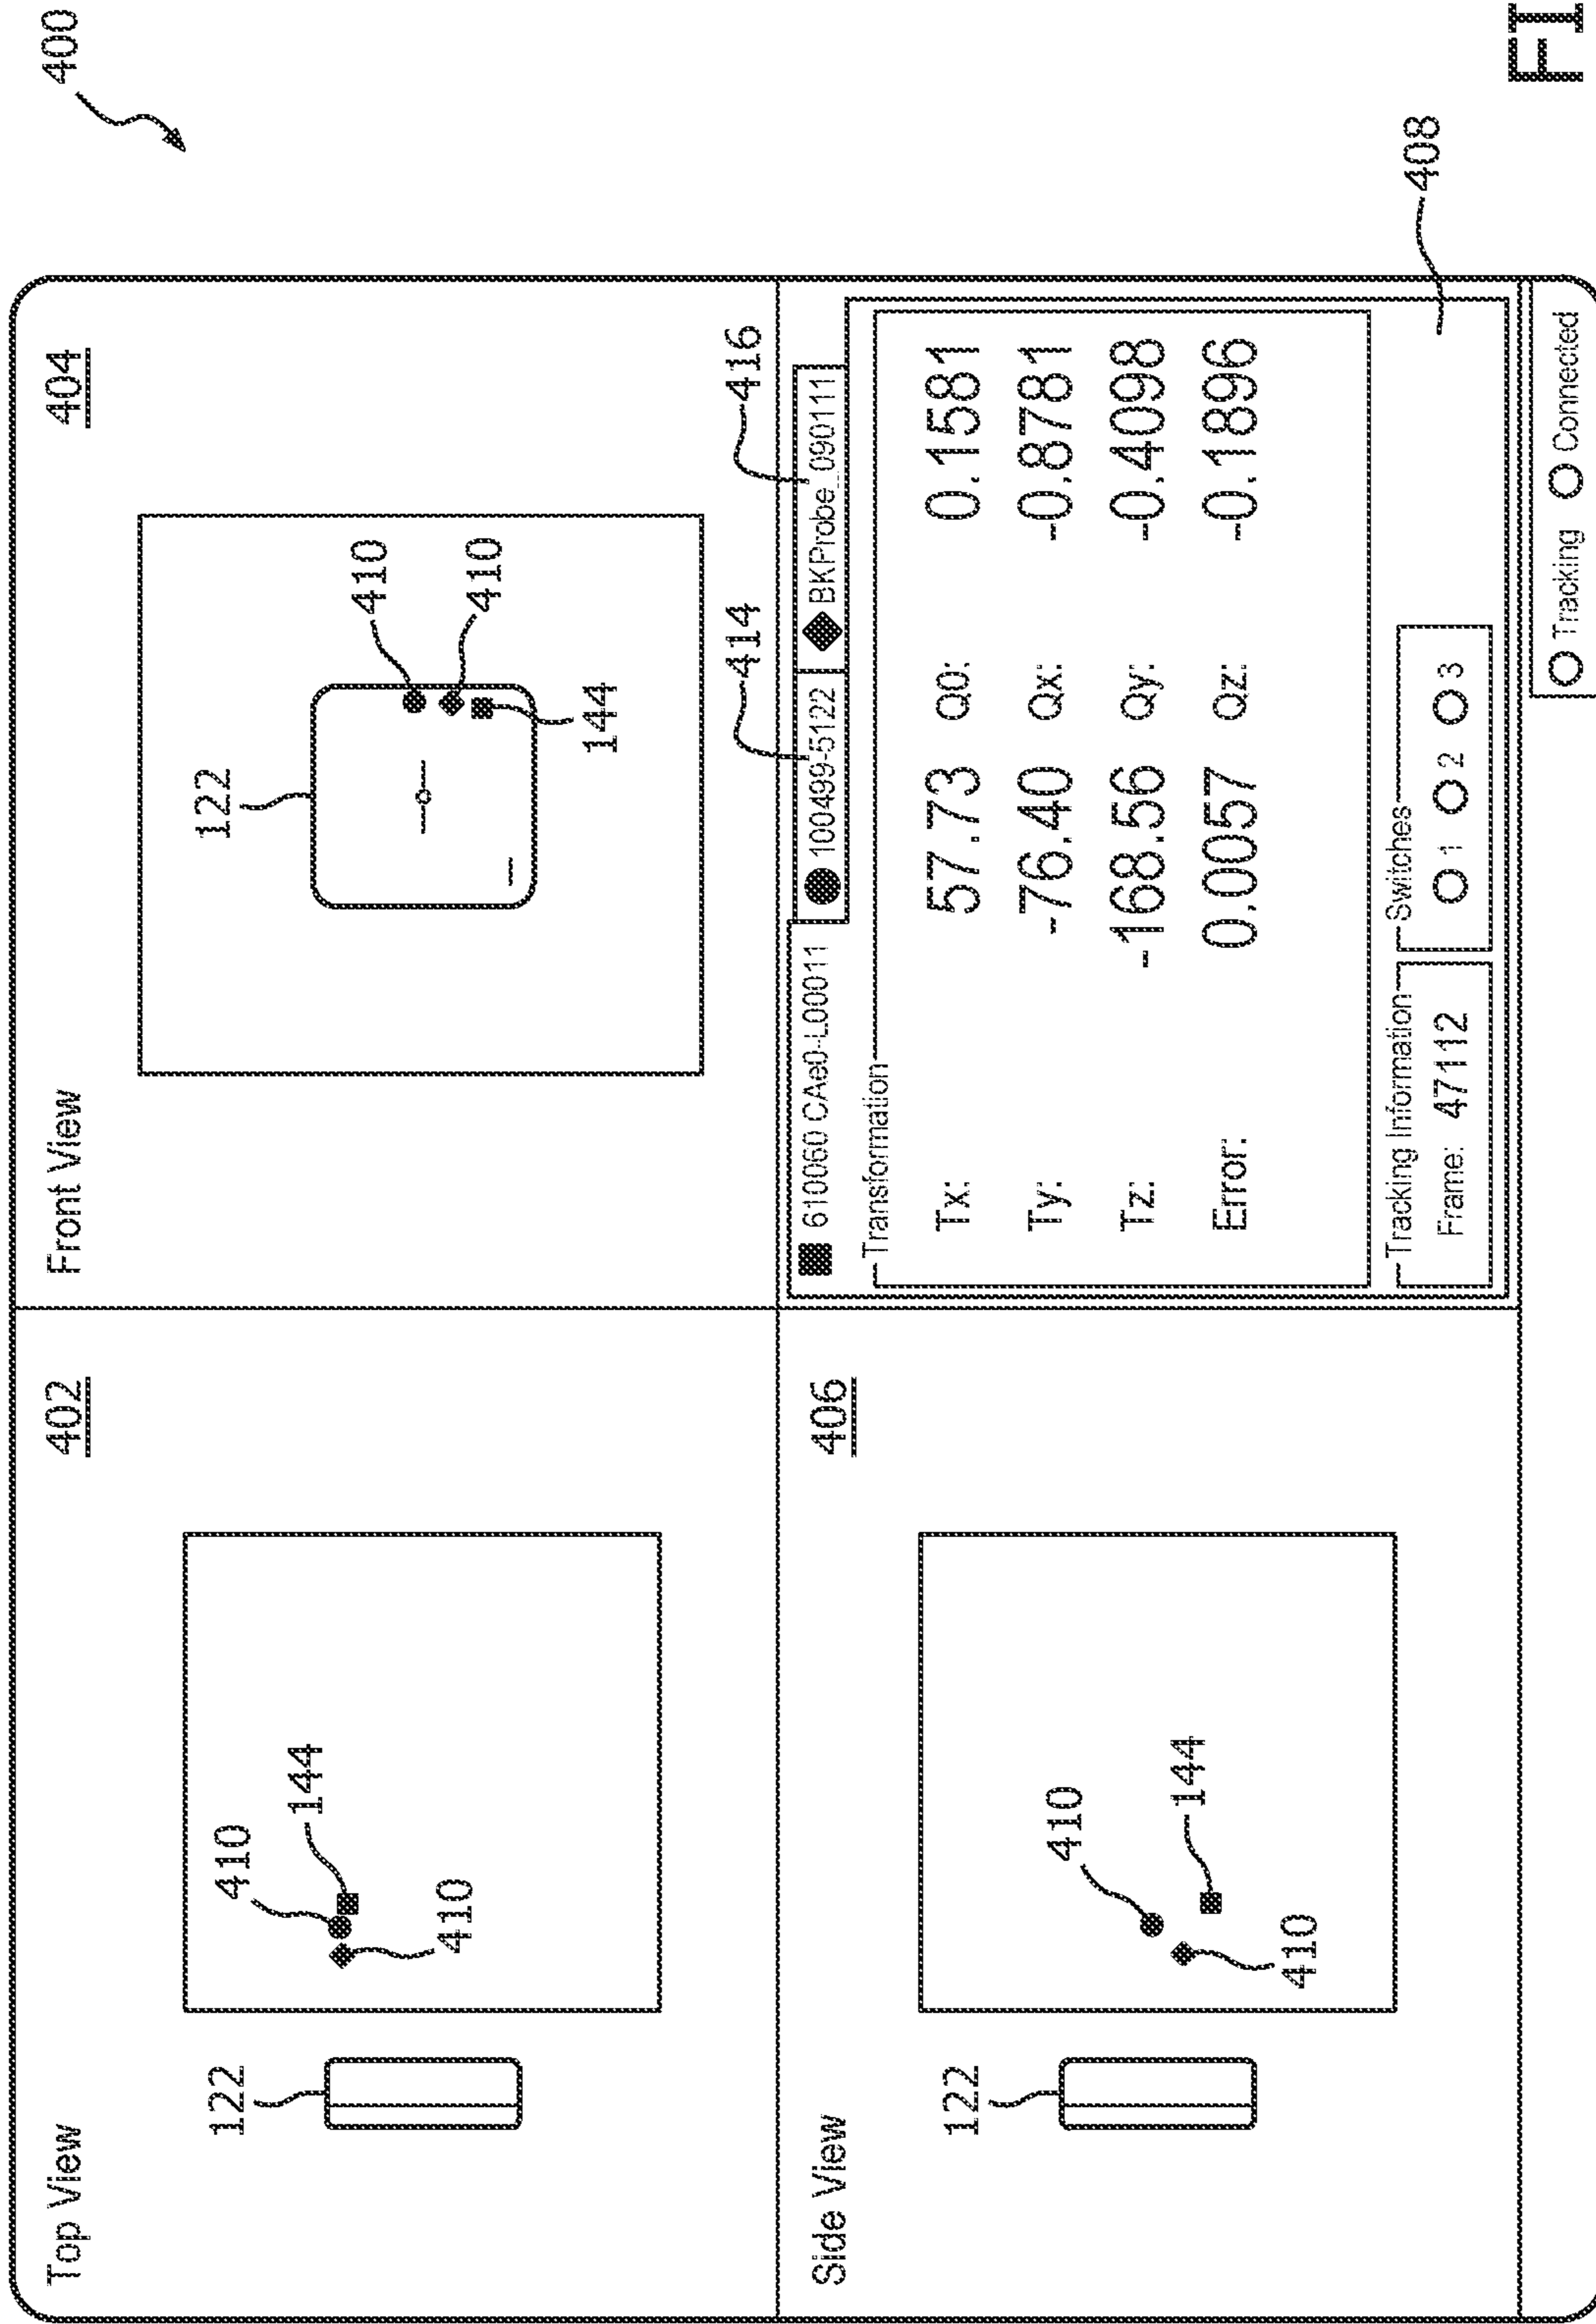 400
Top View
402
122
410
144
410
Front View
404
122
410
410
144
Side View
406
122
410
144
410
414
416
610060 CAe0-L00011
100499-5122
BKProbe_090111
Transformation
Tx: 57.73 Q0: 0.1581
Ty: -76.40 Qx: -0.8781
Tz: -168.56 Qy: -0.4098
Error: 0.0057 Qz: -0.1896
Tracking Information
Frame: 47112
Switches
1 2 3
408
Tracking Connected
FI